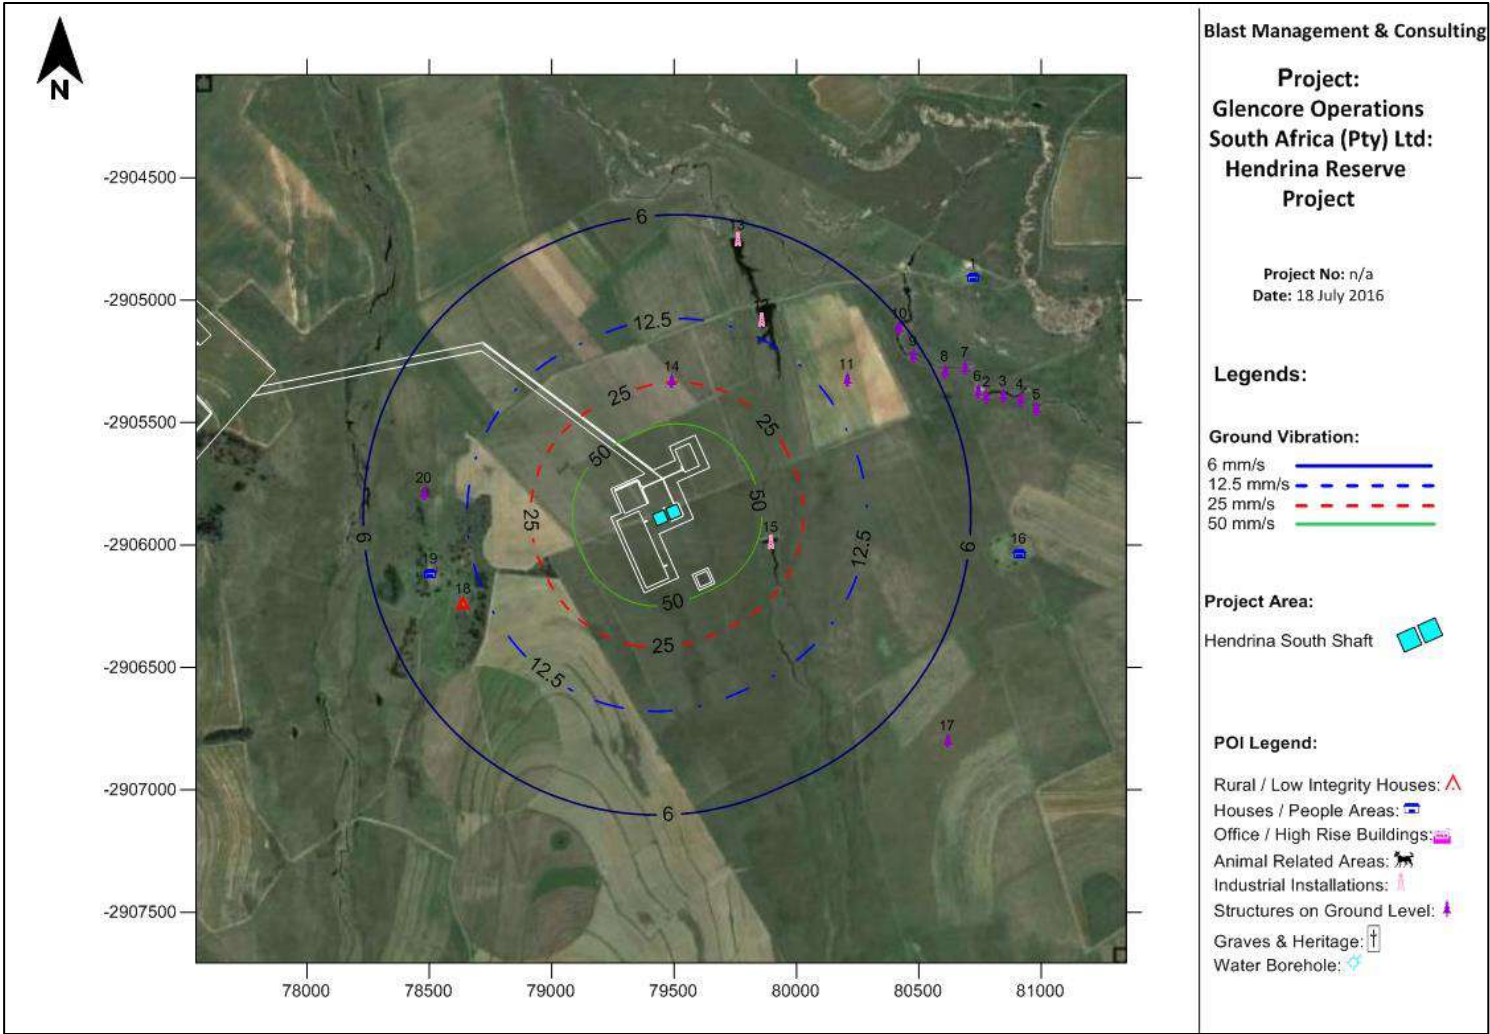 N
-2904500
-2905000
-2905500
-2906000
-2906500
-2907000
-2907500
78000
78500
79000
79500
80000
80500
81000
6
13
1
12.5
10
9
8
7
14
11
6
2
3
4
5
25
25
50
20
50
25
15
6
12.5
6
16
19
18
50
25
12.5
17
6
Blast Management & Consulting
Project:
Glencore Operations
South Africa (Pty) Ltd:
Hendrina Reserve
Project
Project No: n/a
Date: 18 July 2016
Legends:
Ground Vibration:
6 mm/s
12.5 mm/s
25 mm/s
50 mm/s
Project Area:
Hendrina South Shaft
POI Legend:
Rural / Low Integrity Houses:
Houses / People Areas:
Office / High Rise Buildings:
Animal Related Areas:
Industrial Installations:
Structures on Ground Level:
Graves & Heritage:
Water Borehole: